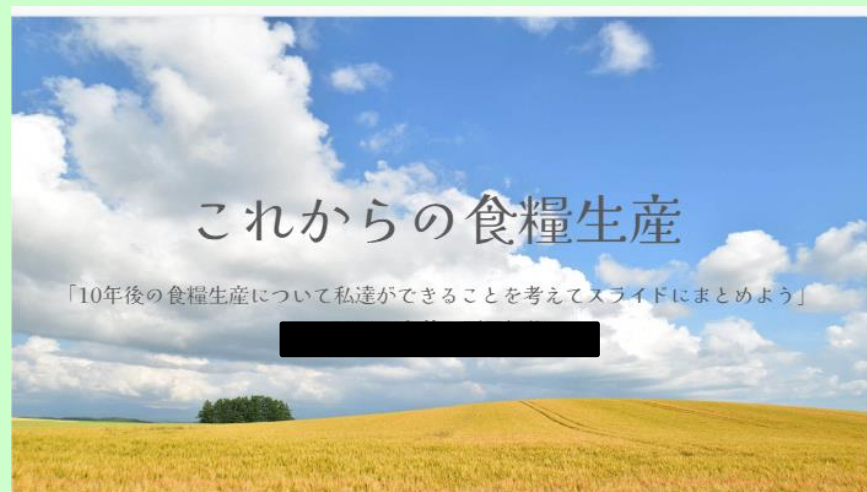 これからの食糧生産
「10年後の食糧生産について私達ができることを考えてスライドにまとめよう」